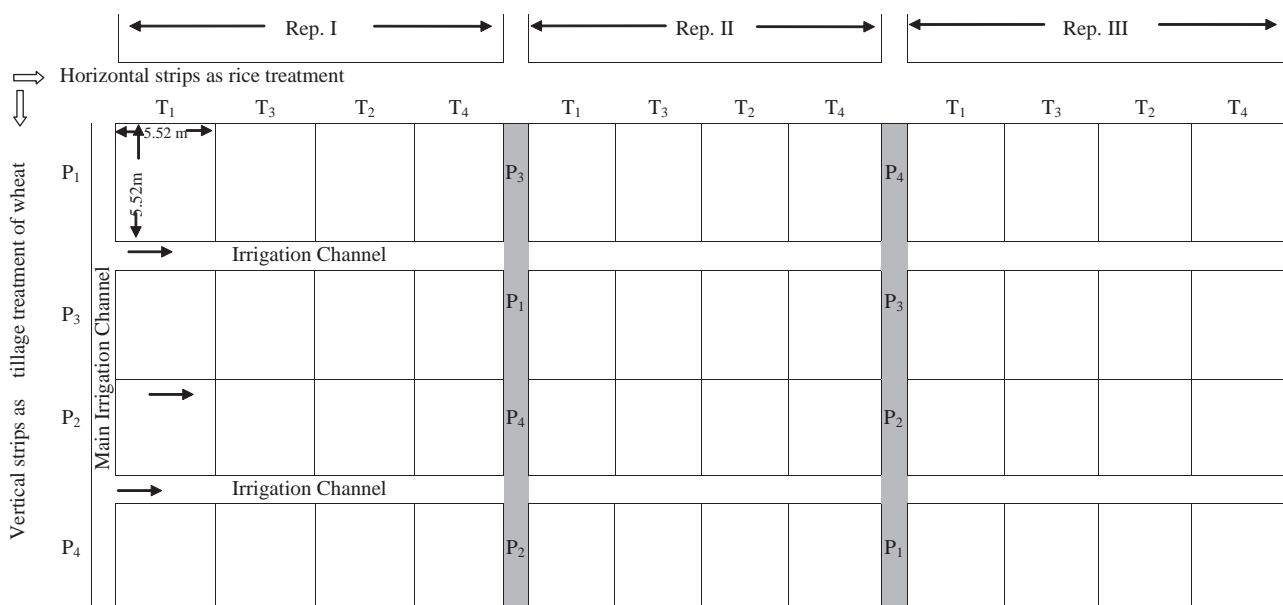 Rep. I Rep. II Rep. III
Horizontal strips as rice treatment
T1 T3 T2 T4 T1 T3 T2 T4 T1 T3 T2 T4
5.52 m
5.52m
P1 P3 P4
Irrigation Channel
P3 P1 P3
P2 P4 P2
Irrigation Channel
P4 P2 P1
Main Irrigation Channel
Vertical strips as tillage treatment of wheat